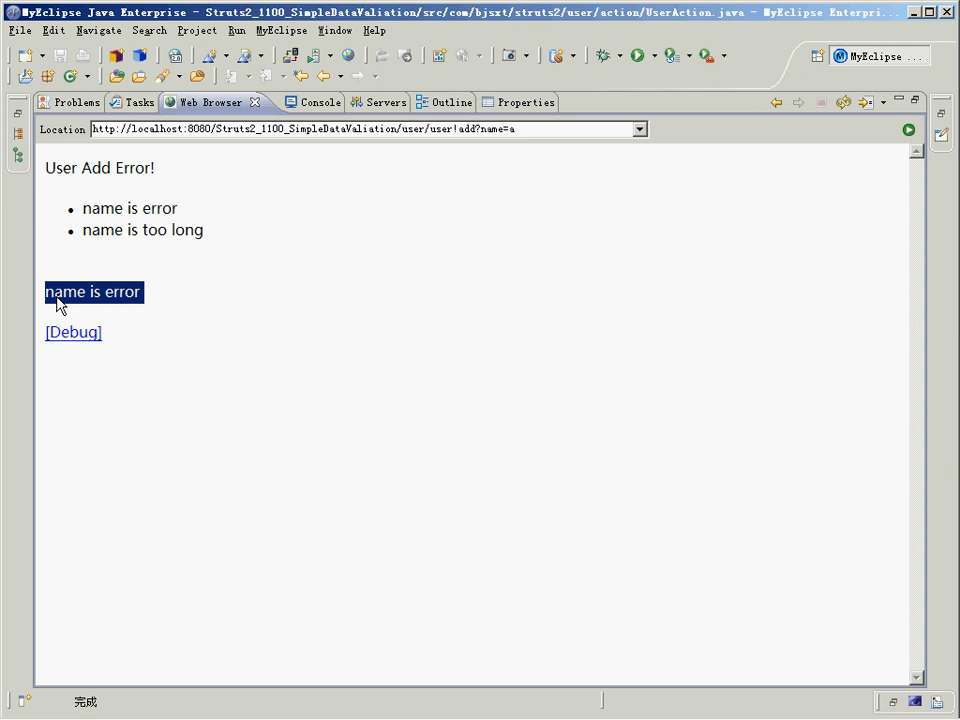 MyEclipse Java Enterprise - Struts2_1100_SimpleDataValiation/src/com/bjsxt/struts2/user/action/UserAction.java - MyEclipse Enterpri...
File Edit Navigate Search Project Run MyEclipse Window Help
MyEclipse ...
Problems Tasks Web Browser Console Servers Outline Properties
Location http://localhost:8080/Struts2_1100_SimpleDataValiation/user/user!add?name=a
User Add Error!
• name is error
• name is too long
name is error
[Debug]
完成